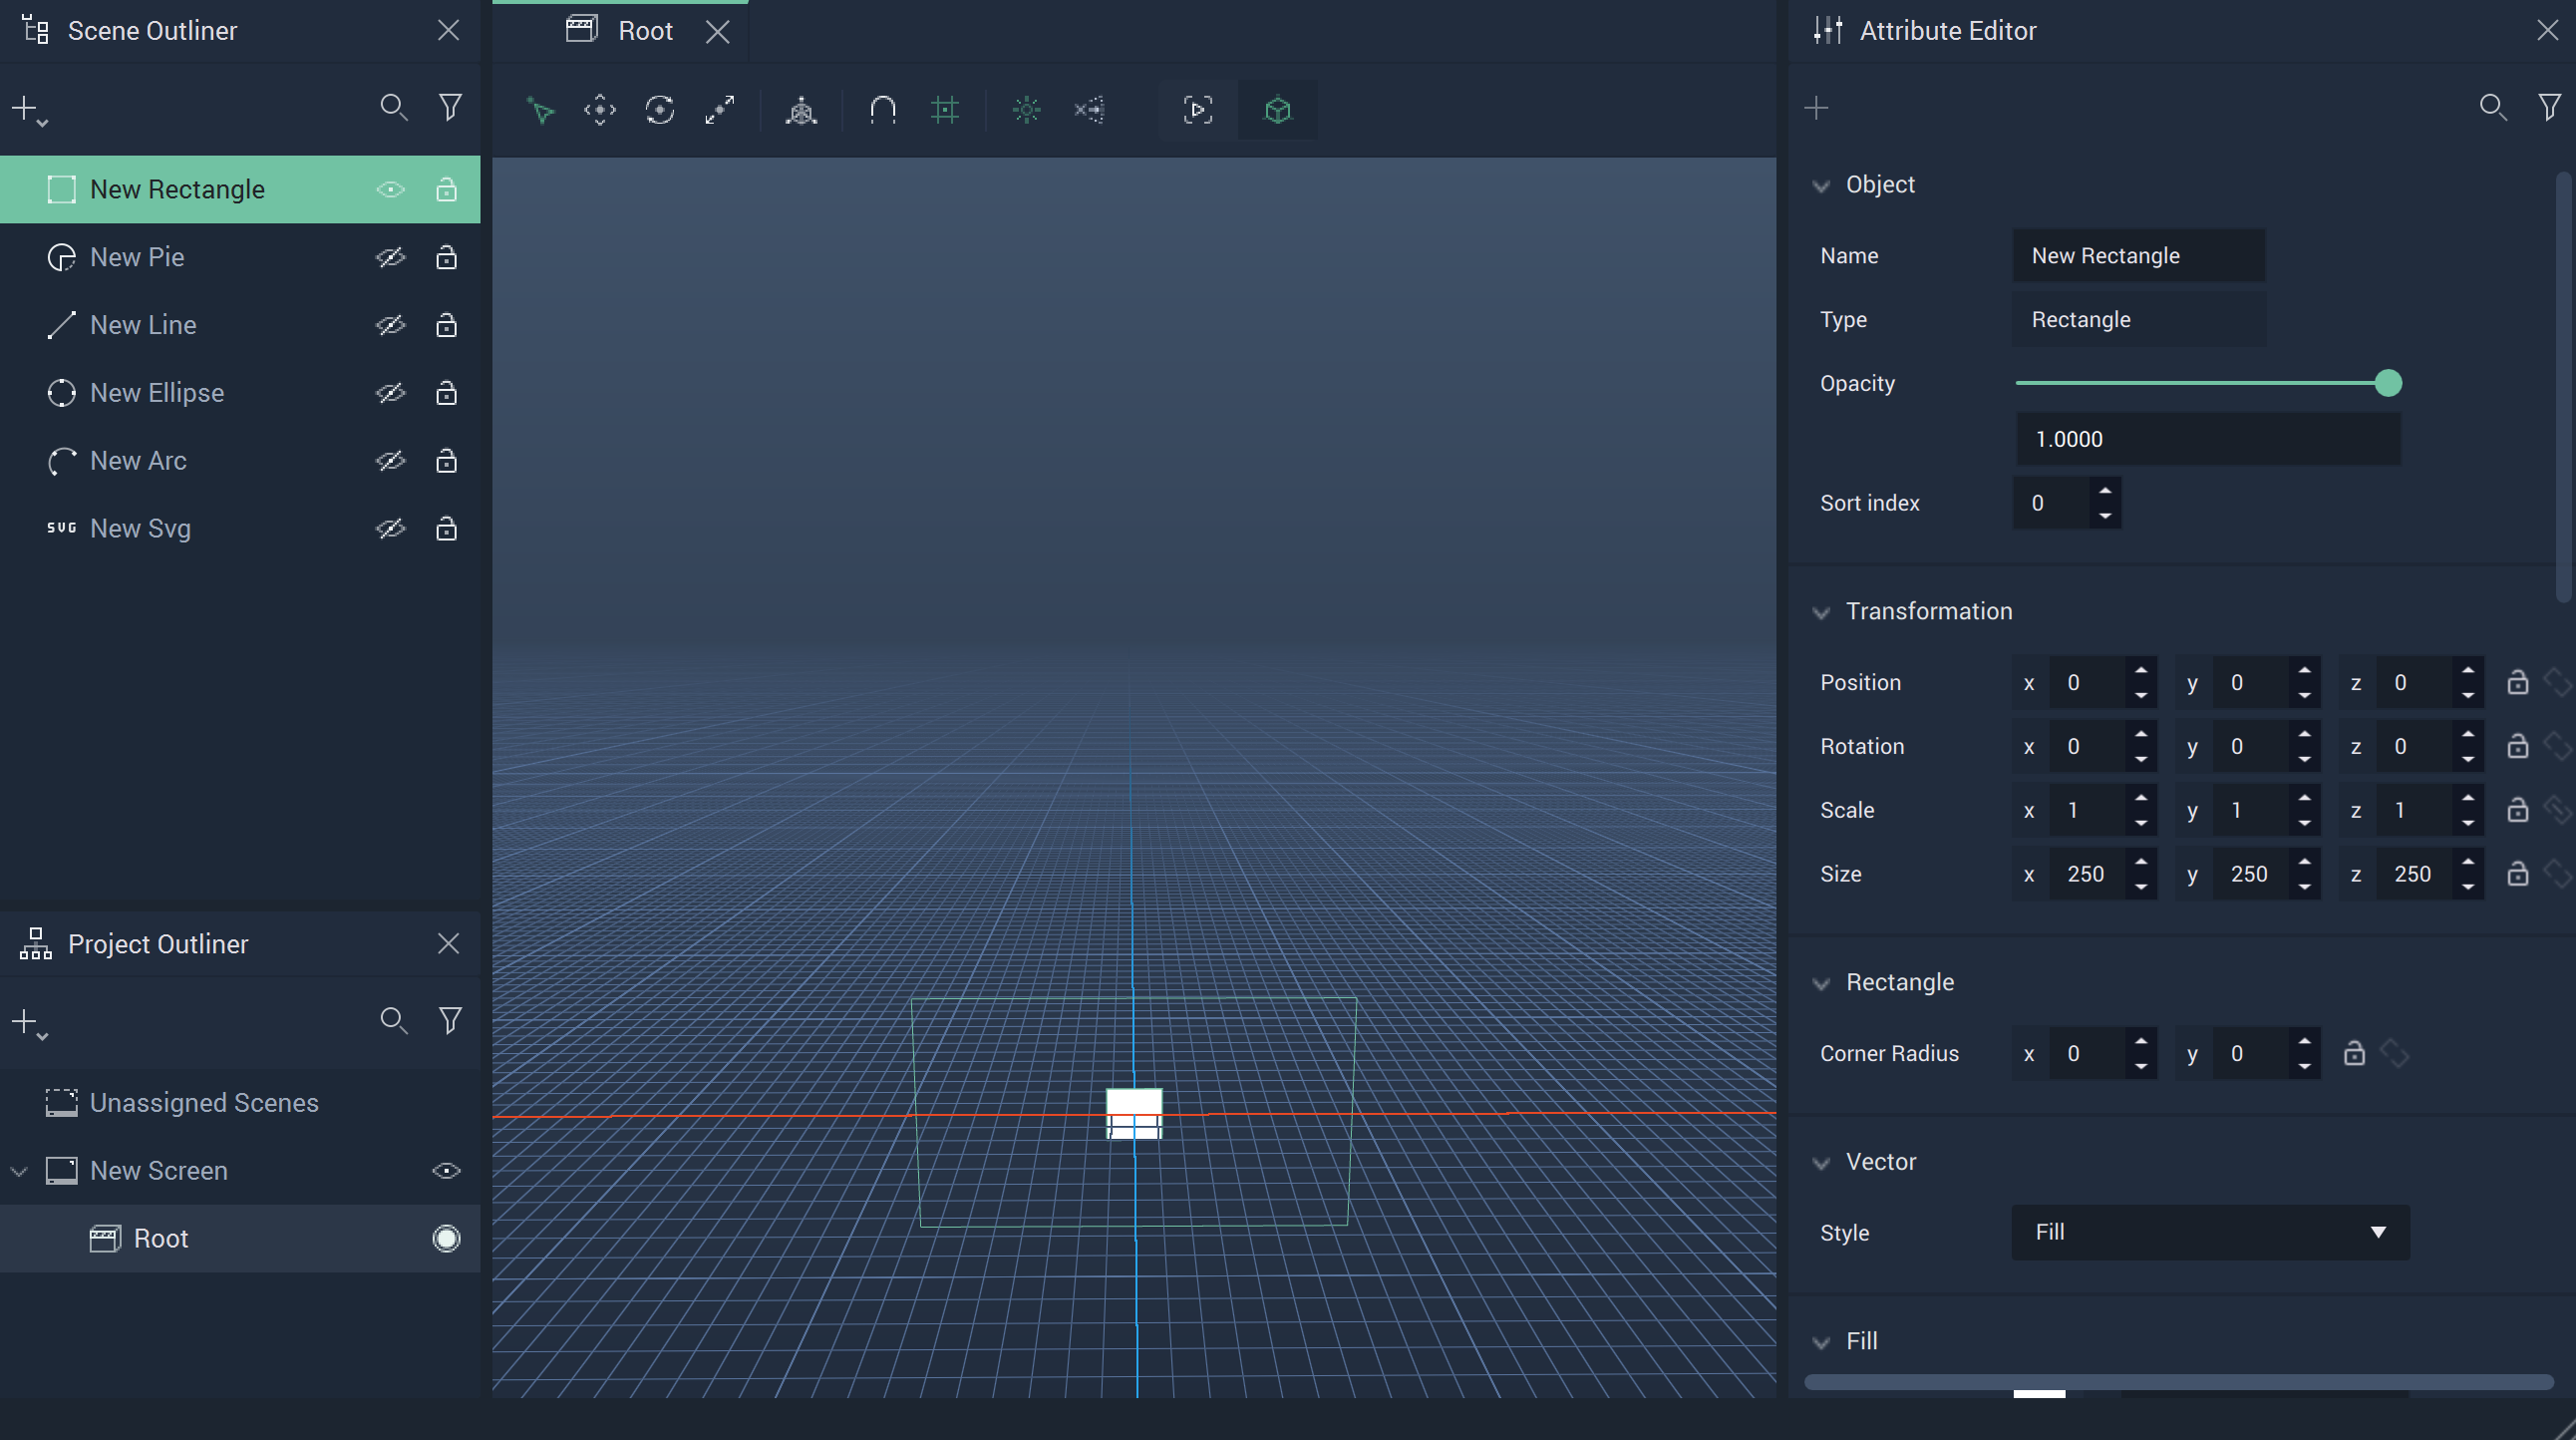 Scene Outliner
New Rectangle
New Pie
New Line
New Ellipse
New Arc
SVG New Svg
Project Outliner
Unassigned Scenes
New Screen
Root
Root
Attribute Editor
Object
Name New Rectangle
Type Rectangle
Opacity
1.0000
Sort index 0
Transformation
Position x 0 y 0 z 0
Rotation x 0 y 0 z 0
Scale x 1 y 1 z 1
Size x 250 y 250 z 250
Rectangle
Corner Radius x 0 y 0
Vector
Style Fill
Fill